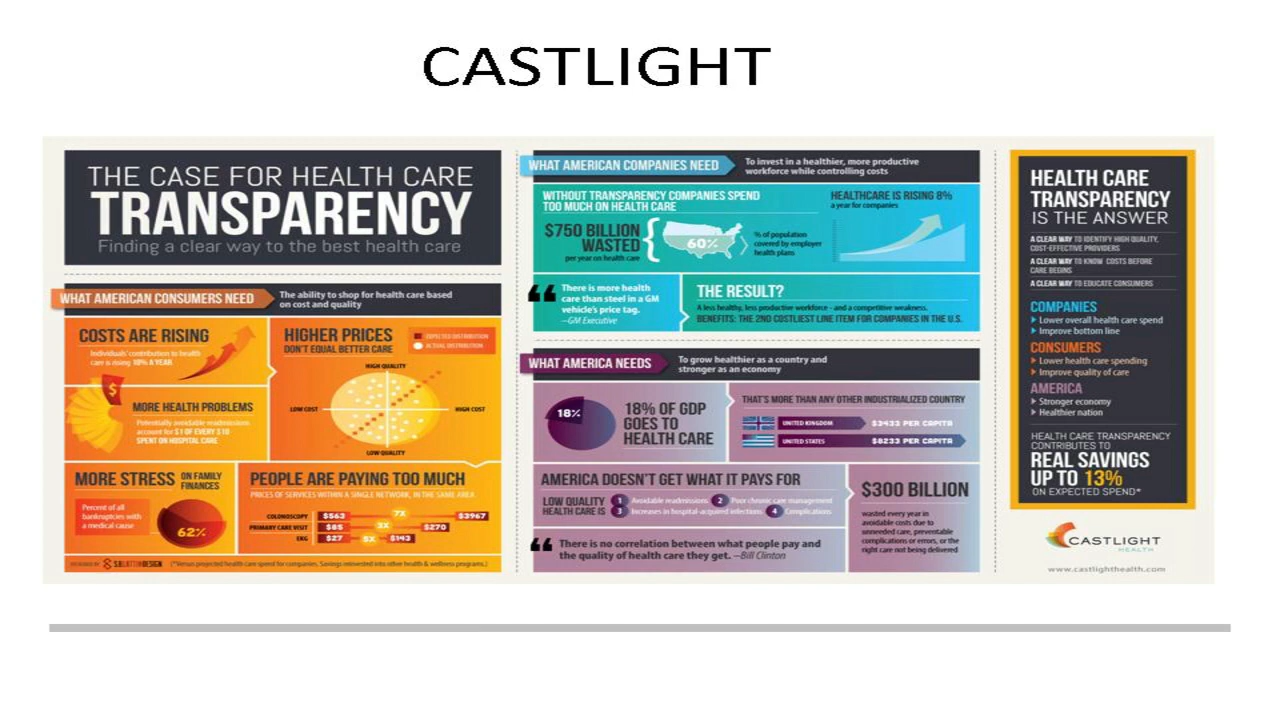 CASTLIGHT
THE CASE FOR HEALTH CARE
TRANSPARENCY
Finding a clear way to the best health care
WHAT AMERICAN CONSUMERS NEED
The ability to shop for health care based
on cost and quality
COSTS ARE RISING
Individuals' contribution to health
care is rising 10% A YEAR
MORE HEALTH PROBLEMS
Potentially avoidable readmissions
account for $1 OF EVERY $10
SPENT ON HOSPITAL CARE
HIGHER PRICES
DON'T EQUAL BETTER CARE
EXPECTED DISTRIBUTION
ACTUAL DISTRIBUTION
HIGH QUALITY
LOW COST
HIGH COST
LOW QUALITY
MORE STRESS ON FAMILY
FINANCES
Percent of all
bankruptcies with
a medical cause
62%
PEOPLE ARE PAYING TOO MUCH
PRICES OF SERVICES WITHIN A SINGLE NETWORK, IN THE SAME AREA
COLONOSCOPY $563 7X $3967
PRIMARY CARE VISIT $85 3X $270
EKG $27 5X $143
DESIGNED BY
(*Versus projected health care spend for companies. Savings reinvested into other health & wellness programs.)
WHAT AMERICAN COMPANIES NEED
To invest in a healthier, more productive
workforce while controlling costs
WITHOUT TRANSPARENCY COMPANIES SPEND
TOO MUCH ON HEALTH CARE
$750 BILLION
WASTED
per year on health care
60%
% of population
covered by employer
health plans
HEALTHCARE IS RISING 8%
a year for companies
“ There is more health
care than steel in a GM
vehicle's price tag.
—GM Executive
THE RESULT?
A less healthy, less productive workforce - and a competitive weakness.
BENEFITS: THE 2ND COSTLIEST LINE ITEM FOR COMPANIES IN THE U.S.
WHAT AMERICA NEEDS
To grow healthier as a country and
stronger as an economy
18%
18% OF GDP
GOES TO
HEALTH CARE
THAT'S MORE THAN ANY OTHER INDUSTRIALIZED COUNTRY
UNITED KINGDOM $3433 PER CAPITA
UNITED STATES $8233 PER CAPITA
AMERICA DOESN'T GET WHAT IT PAYS FOR
LOW QUALITY
HEALTH CARE IS
1 Avoidable readmissions 2 Poor chronic care management
3 Increases in hospital-acquired infections 4 Complications
“ There is no correlation between what people pay and
the quality of health care they get. —Bill Clinton
$300 BILLION
wasted every year in
avoidable costs due to
unneeded care, preventable
complications or errors, or the
right care not being delivered
HEALTH CARE
TRANSPARENCY
IS THE ANSWER
A CLEAR WAY TO IDENTIFY HIGH QUALITY,
COST-EFFECTIVE PROVIDERS
A CLEAR WAY TO KNOW COSTS BEFORE
CARE BEGINS
A CLEAR WAY TO EDUCATE CONSUMERS
COMPANIES
Lower overall health care spend
Improve bottom line
CONSUMERS
Lower health care spending
Improve quality of care
AMERICA
Stronger economy
Healthier nation
HEALTH CARE TRANSPARENCY
CONTRIBUTES TO
REAL SAVINGS
UP TO 13%
ON EXPECTED SPEND*
CASTLIGHT
HEALTH
www.castlighthealth.com